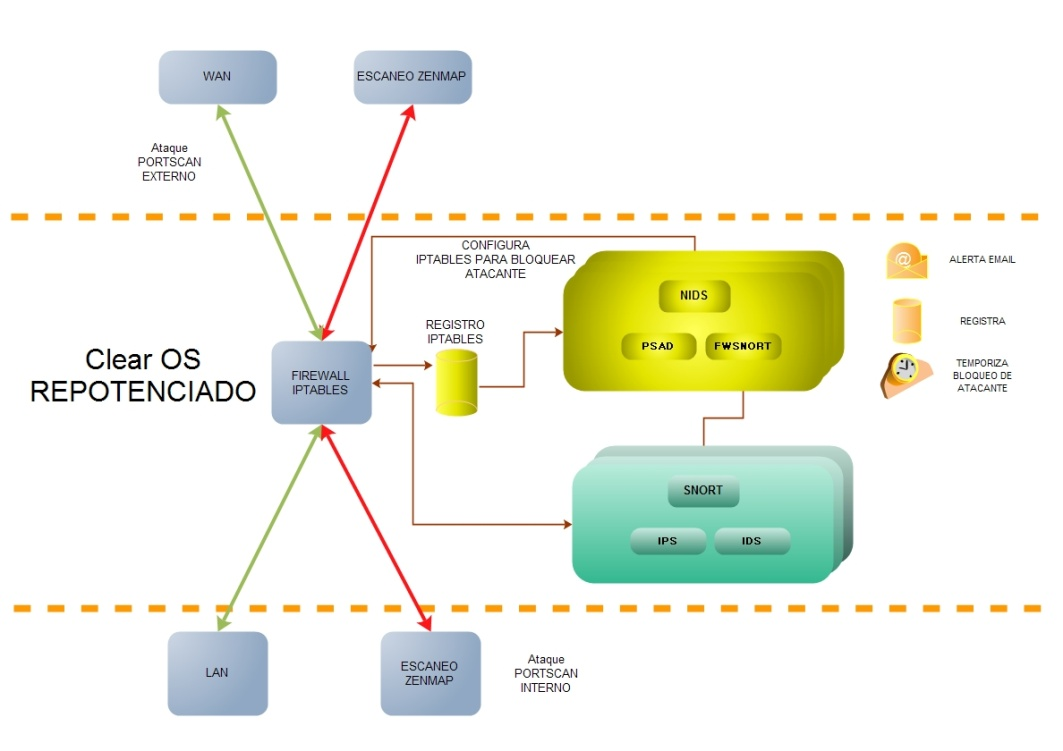 WAN
ESCANEO ZENMAP
Ataque
PORTSCAN
EXTERNO
CONFIGURA
IPTABLES PARA BLOQUEAR
ATACANTE
NIDS
PSAD
FWSNORT
ALERTA EMAIL
REGISTRA
TEMPORIZA
BLOQUEO DE
ATACANTE
Clear OS
REPOTENCIADO
FIREWALL
IPTABLES
REGISTRO
IPTABLES
SNORT
IPS
IDS
LAN
ESCANEO
ZENMAP
Ataque
PORTSCAN
INTERNO